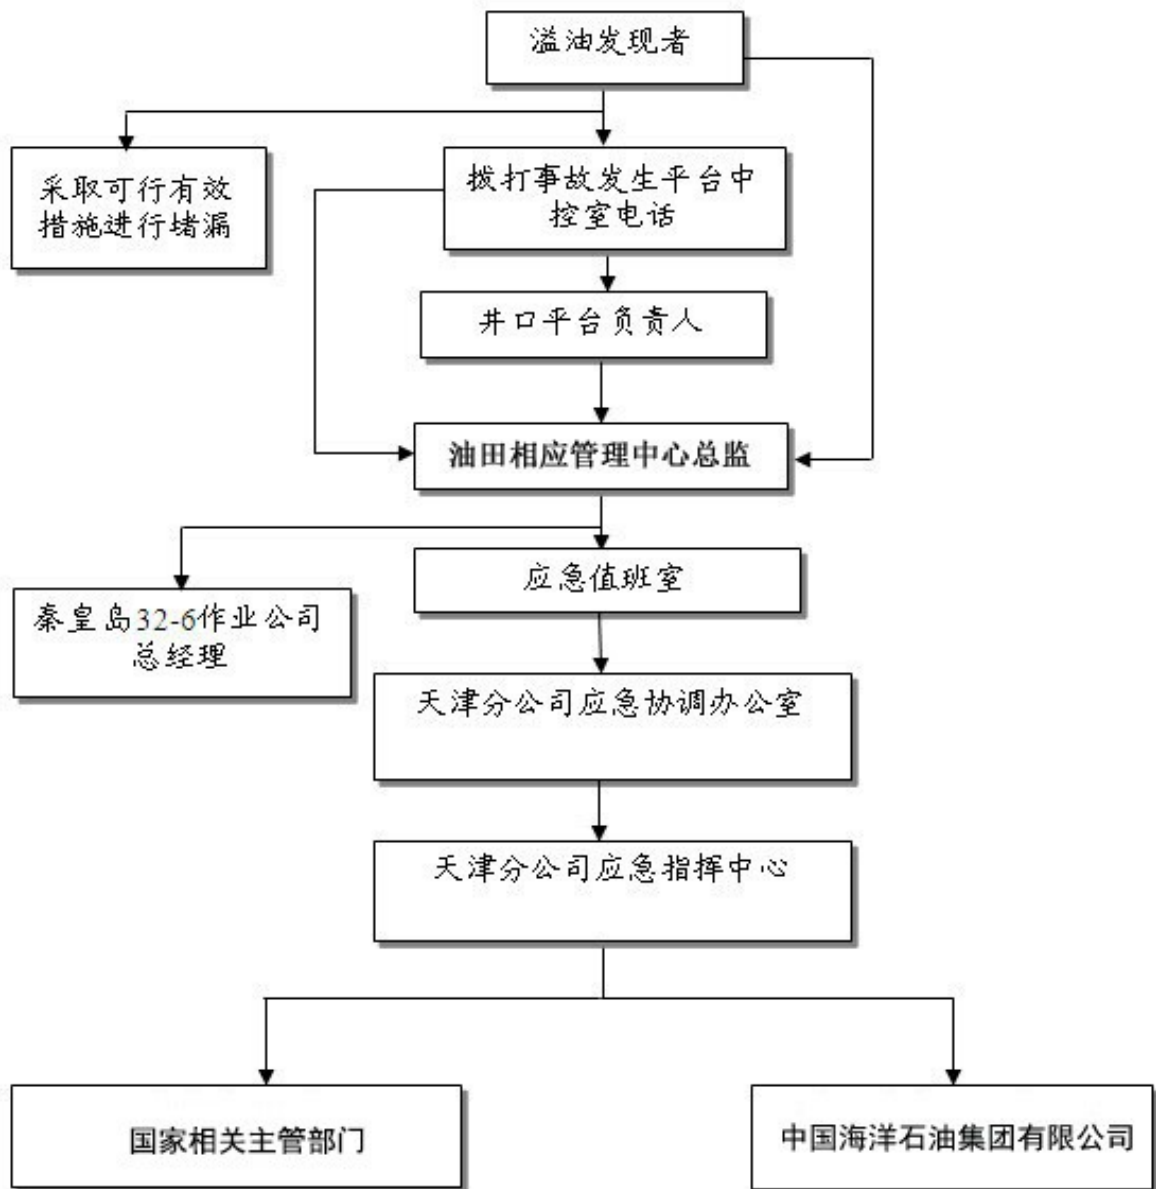 溢油发现者
采取可行有效
措施进行堵漏
拨打事故发生平台中
控室电话
井口平台负责人
油田相应管理中心总监
应急值班室
秦皇岛32-6作业公司
总经理
天津分公司应急协调办公室
天津分公司应急指挥中心
国家相关主管部门
中国海洋石油集团有限公司